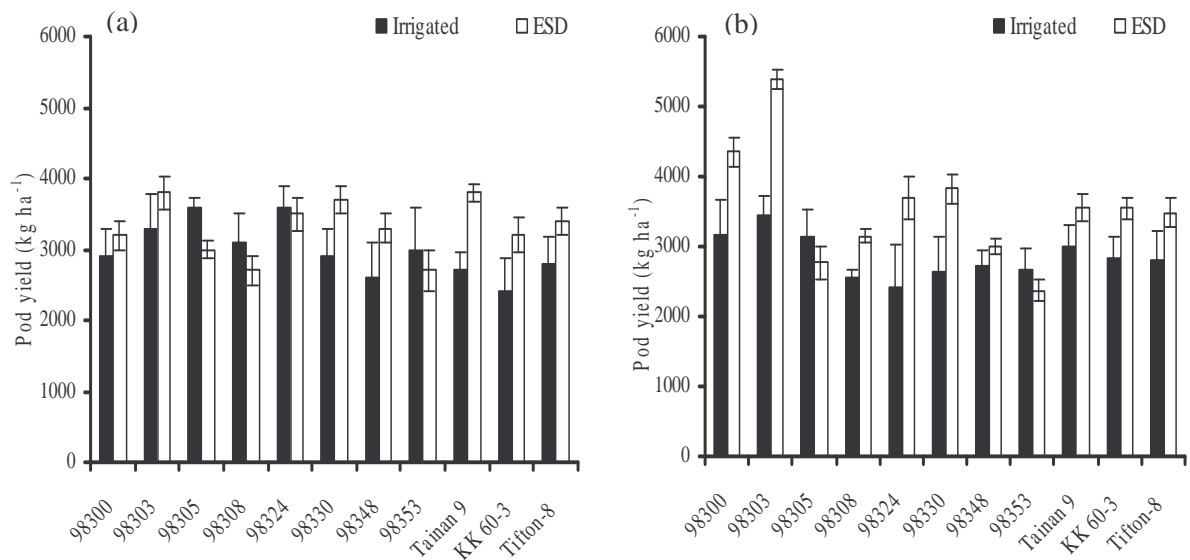 (a)
Irrigated ESD
6000
5000
4000
3000
2000
1000
0
Pod yield (kg ha⁻¹)
98300 98303 98305 98308 98324 98330 98348 98353 Tainan 9 KK 60-3 Tifton-8
(b)
Irrigated ESD
6000
5000
4000
3000
2000
1000
0
Pod yield (kg ha⁻¹)
98300 98303 98305 98308 98324 98330 98348 98353 Tainan 9 KK 60-3 Tifton-8